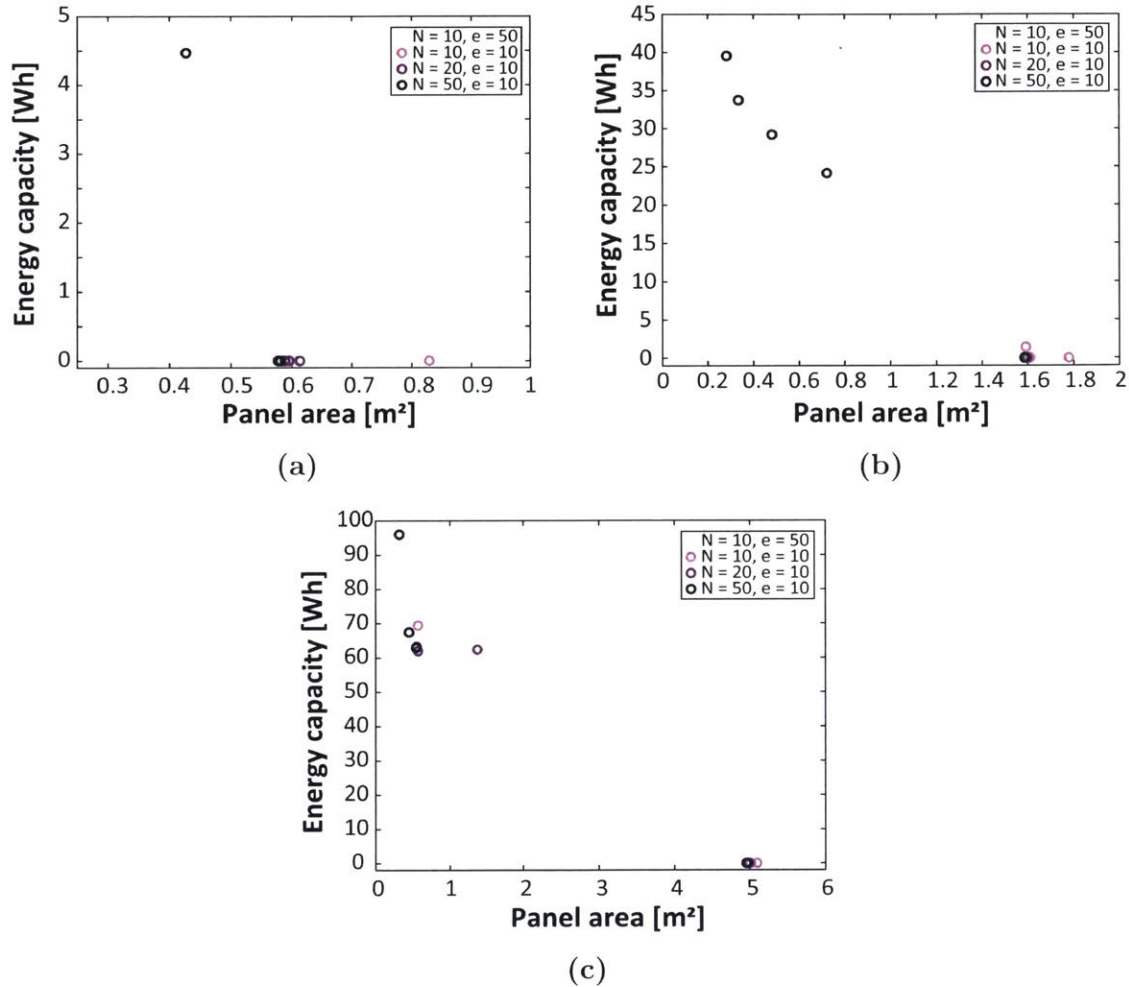 Energy capacity [Wh]
5
4
3
2
1
0
0.3 0.4 0.5 0.6 0.7 0.8 0.9 1
Panel area [m²]
N = 10, e = 50
N = 10, e = 10
N = 20, e = 10
N = 50, e = 10
(a)
Energy capacity [Wh]
45
40
35
30
25
20
15
10
5
0
0 0.2 0.4 0.6 0.8 1 1.2 1.4 1.6 1.8 2
Panel area [m²]
N = 10, e = 50
N = 10, e = 10
N = 20, e = 10
N = 50, e = 10
(b)
Energy capacity [Wh]
100
90
80
70
60
50
40
30
20
10
0
0 1 2 3 4 5 6
Panel area [m²]
N = 10, e = 50
N = 10, e = 10
N = 20, e = 10
N = 50, e = 10
(c)